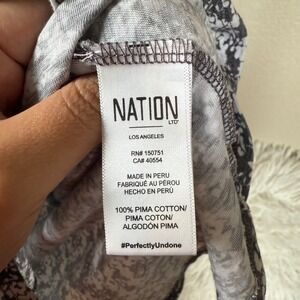 NATION
LTD
LOS ANGELES
RN# 150751
CA# 40554
MADE IN PERU
FABRIQUÉ AU PÉROU
HECHO EN PERÚ
100% PIMA COTTON/
PIMA COTON/
ALGODÓN PIMA
#PerfectlyUndone